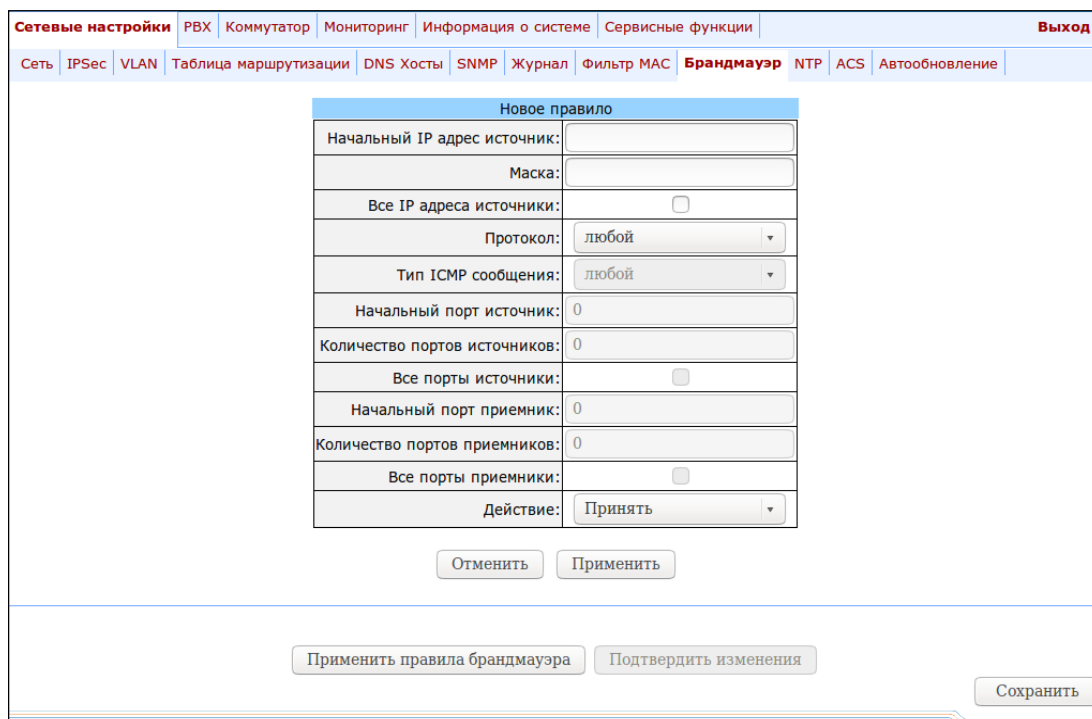 Сетевые настройки PBX Коммутатор Мониторинг Информация о системе Сервисные функции Выход
Сеть IPSec VLAN Таблица маршрутизации DNS Хосты SNMP Журнал Фильтр MAC Брандмауэр NTP ACS Автообновление
Новое правило
Начальный IP адрес источник:
Маска:
Все IP адреса источники:
Протокол: любой
Тип ICMP сообщения: любой
Начальный порт источник: 0
Количество портов источников: 0
Все порты источники:
Начальный порт приемник: 0
Количество портов приемников: 0
Все порты приемники:
Действие: Принять
Отменить Применить
Применить правила брандмауэра Подтвердить изменения
Сохранить